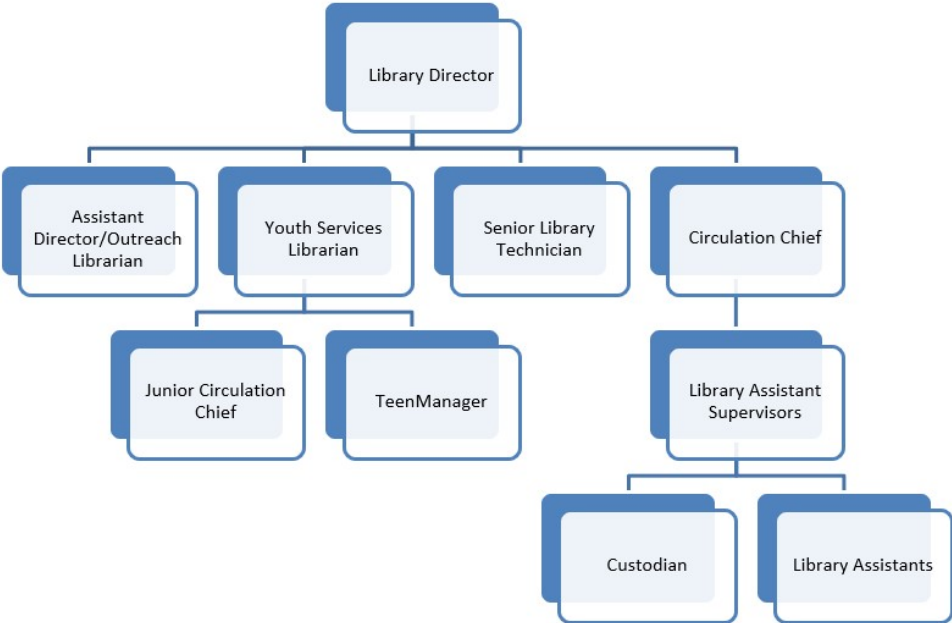 Library Director
Assistant
Director/Outreach
Librarian
Youth Services
Librarian
Senior Library
Technician
Circulation Chief
Junior Circulation
Chief
TeenManager
Library Assistant
Supervisors
Custodian
Library Assistants